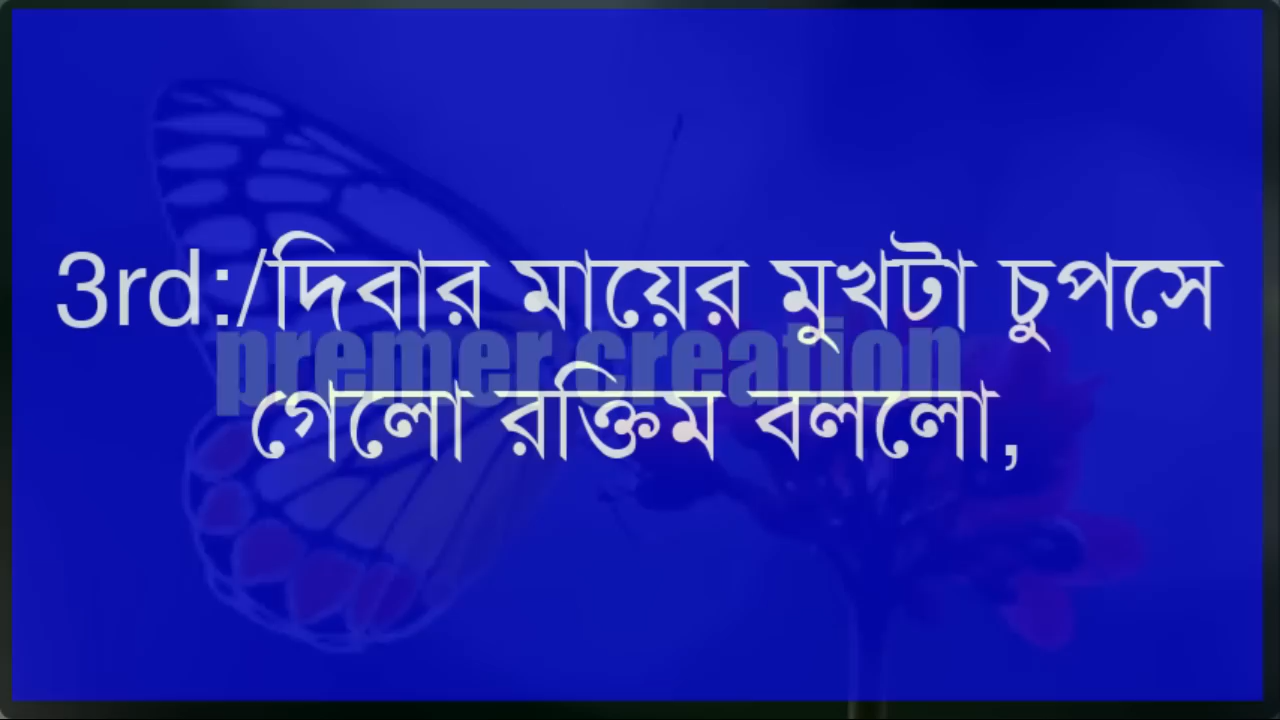 3rd:/দিবার মায়ের মুখটা চুপসে
premer creation
গেলো রক্তিম বললো,